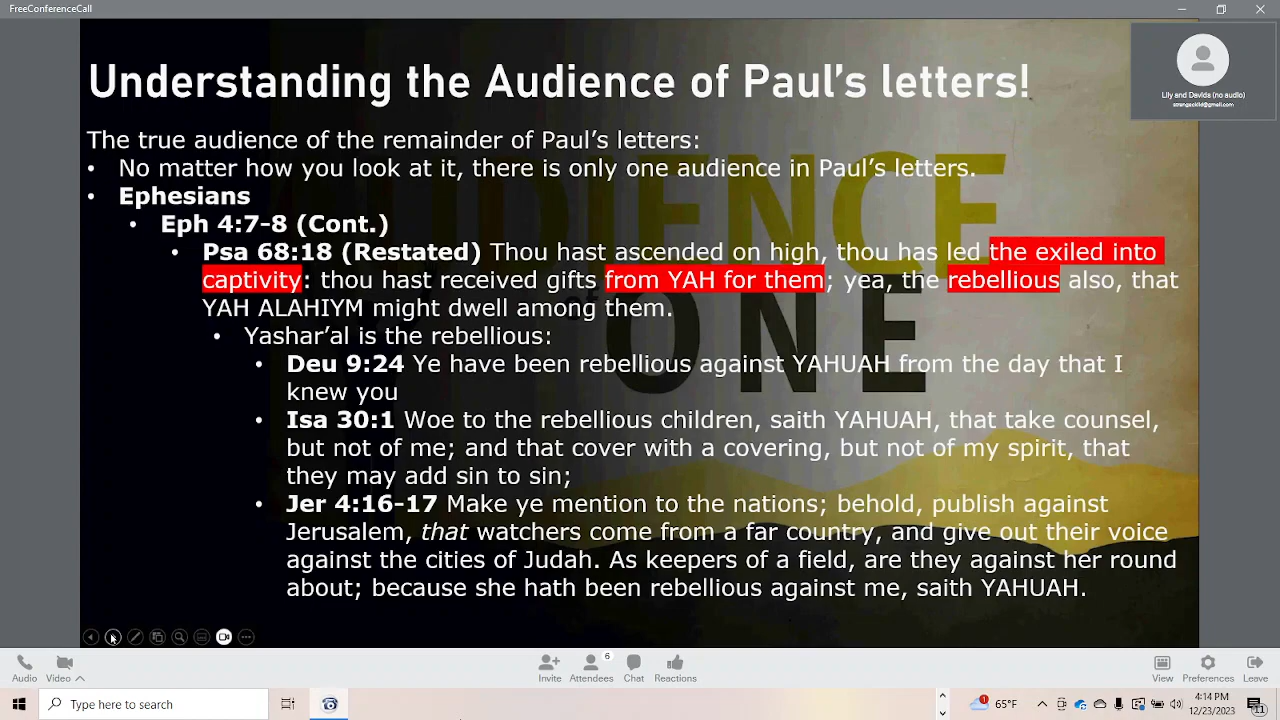 FreeConferenceCall
Understanding the Audience of Paul's letters!
Lily and Davids (no audio)
The true audience of the remainder of Paul's letters:
• No matter how you look at it, there is only one audience in Paul's letters.
• Ephesians
• Eph 4:7-8 (Cont.)
• Psa 68:18 (Restated) Thou hast ascended on high, thou has led the exiled into
captivity: thou hast received gifts from YAH for them; yea, the rebellious also, that
YAH ALAHIYM might dwell among them.
• Yashar'al is the rebellious:
• Deu 9:24 Ye have been rebellious against YAHUAH from the day that I
knew you
• Isa 30:1 Woe to the rebellious children, saith YAHUAH, that take counsel,
but not of me; and that cover with a covering, but not of my spirit, that
they may add sin to sin;
• Jer 4:16-17 Make ye mention to the nations; behold, publish against
Jerusalem, that watchers come from a far country, and give out their voice
against the cities of Judah. As keepers of a field, are they against her round
about; because she hath been rebellious against me, saith YAHUAH.
AUDIENCE
of
ONE
6
Audio Video Invite Attendees Chat Reactions View Preferences Leave
Type here to search
1 65°F 4:14 PM
12/23/2023 11